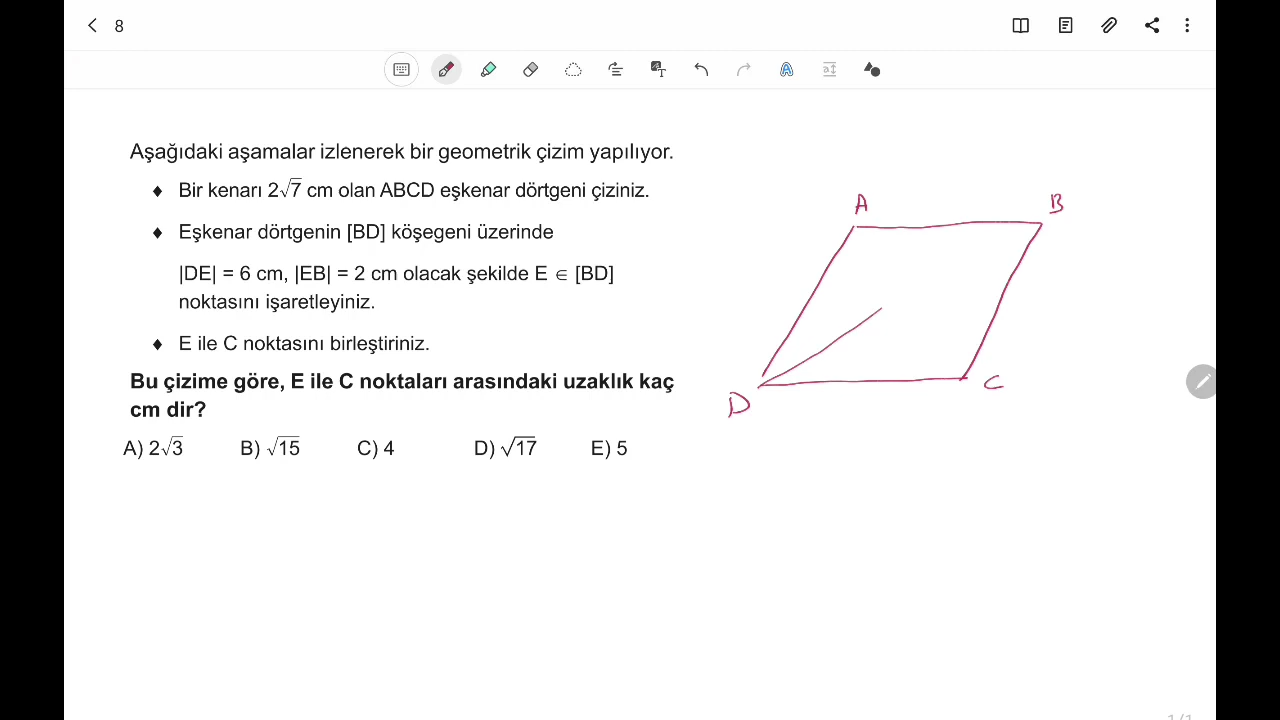 8
Aşağıdaki aşamalar izlenerek bir geometrik çizim yapılıyor.
♦ Bir kenarı 2√7 cm olan ABCD eşkenar dörtgeni çiziniz.
♦ Eşkenar dörtgenin [BD] köşegeni üzerinde
|DE| = 6 cm, |EB| = 2 cm olacak şekilde E ∈ [BD]
noktasını işaretleyiniz.
♦ E ile C noktasını birleştiriniz.
Bu çizime göre, E ile C noktaları arasındaki uzaklık kaç
cm dir?
A) 2√3 B) √15 C) 4 D) √17 E) 5
A B
D C
1/1